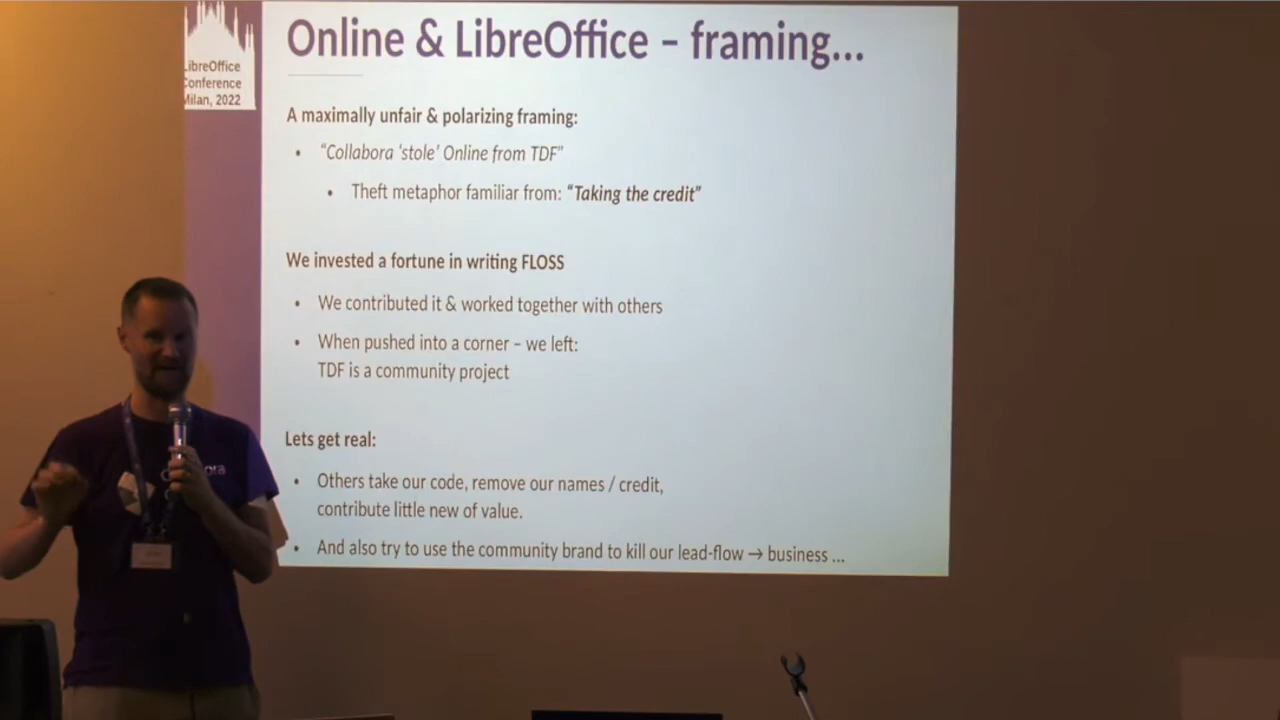 Online & LibreOffice – framing...
LibreOffice
Conference
Milan, 2022
A maximally unfair & polarizing framing:
• “Collabora ‘stole’ Online from TDF”
• Theft metaphor familiar from: “Taking the credit”
We invested a fortune in writing FLOSS
• We contributed it & worked together with others
• When pushed into a corner – we left:
TDF is a community project
Lets get real:
• Others take our code, remove our names / credit,
contribute little new of value.
• And also try to use the community brand to kill our lead-flow → business ...